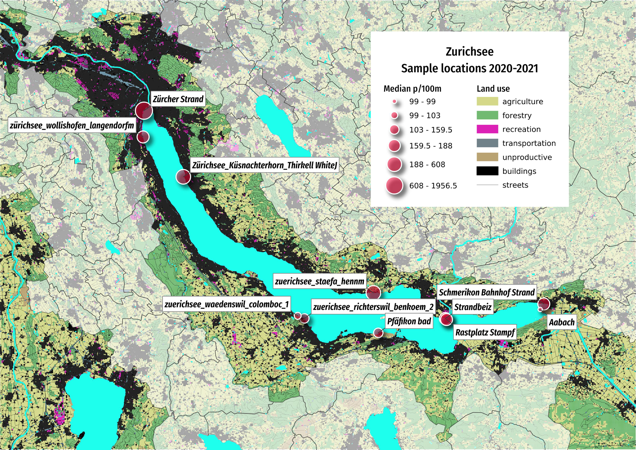 Zurichsee
Sample locations 2020-2021
Median p/100m
99 - 99
99 - 103
103 - 159.5
159.5 - 188
188 - 608
608 - 1956.5
Land use
agriculture
forestry
recreation
transportation
unproductive
buildings
streets
Zürcher Strand
zürichsee_wollishofen_langendorfm
Zürichsee_Küsnachterhorn_Thirkell White)
zuerichsee_staefa_hennm
Schmerikon Bahnhof Strand
zuerichsee_waedenswil_colomboc_1
zuerichsee_richterswil_benkoem_2
Strandbeiz
Pfäfikon bad
Aabach
Rastplatz Stampf